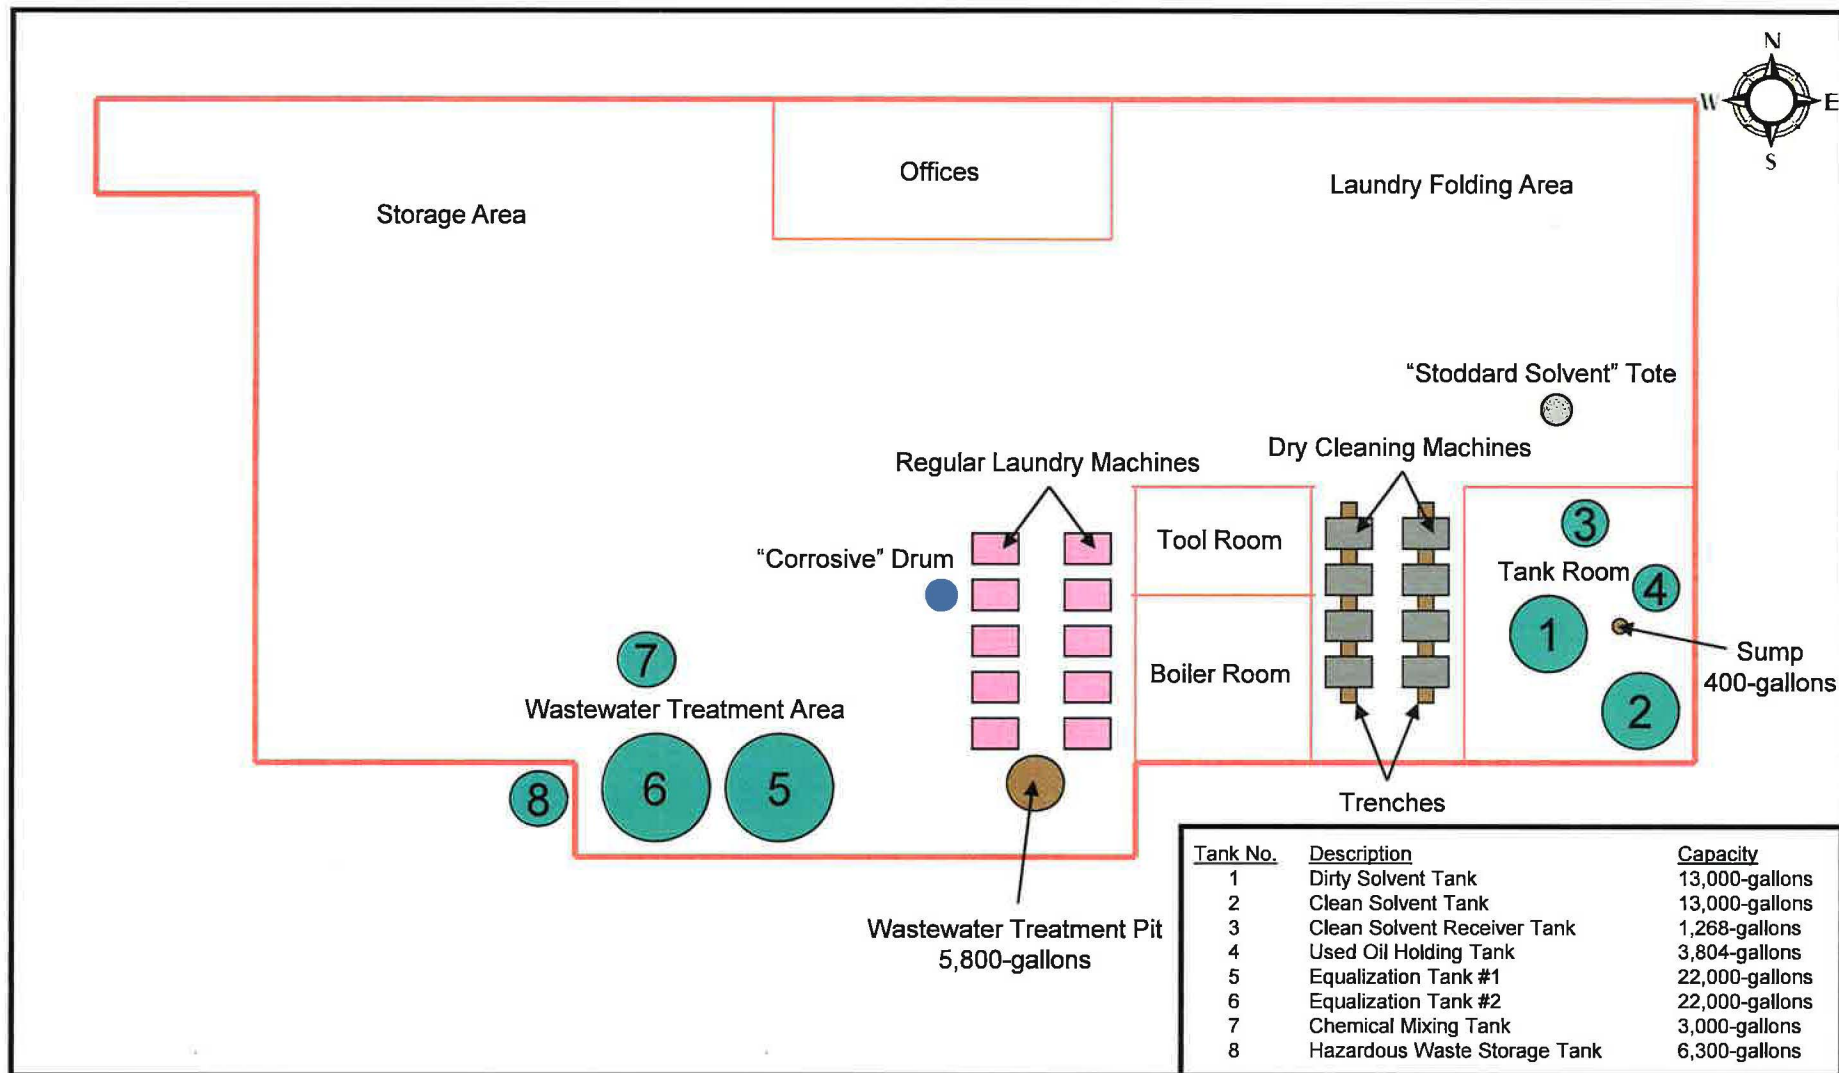 N
W E
S
Offices
Laundry Folding Area
Storage Area
“Stoddard Solvent” Tote
Dry Cleaning Machines
Regular Laundry Machines
3
Tool Room
“Corrosive” Drum
Tank Room
4
1
Sump
400-gallons
7
Boiler Room
Wastewater Treatment Area
2
6
5
8
Trenches
Wastewater Treatment Pit
5,800-gallons
Tank No. Description Capacity
1 Dirty Solvent Tank 13,000-gallons
2 Clean Solvent Tank 13,000-gallons
3 Clean Solvent Receiver Tank 1,268-gallons
4 Used Oil Holding Tank 3,804-gallons
5 Equalization Tank #1 22,000-gallons
6 Equalization Tank #2 22,000-gallons
7 Chemical Mixing Tank 3,000-gallons
8 Hazardous Waste Storage Tank 6,300-gallons